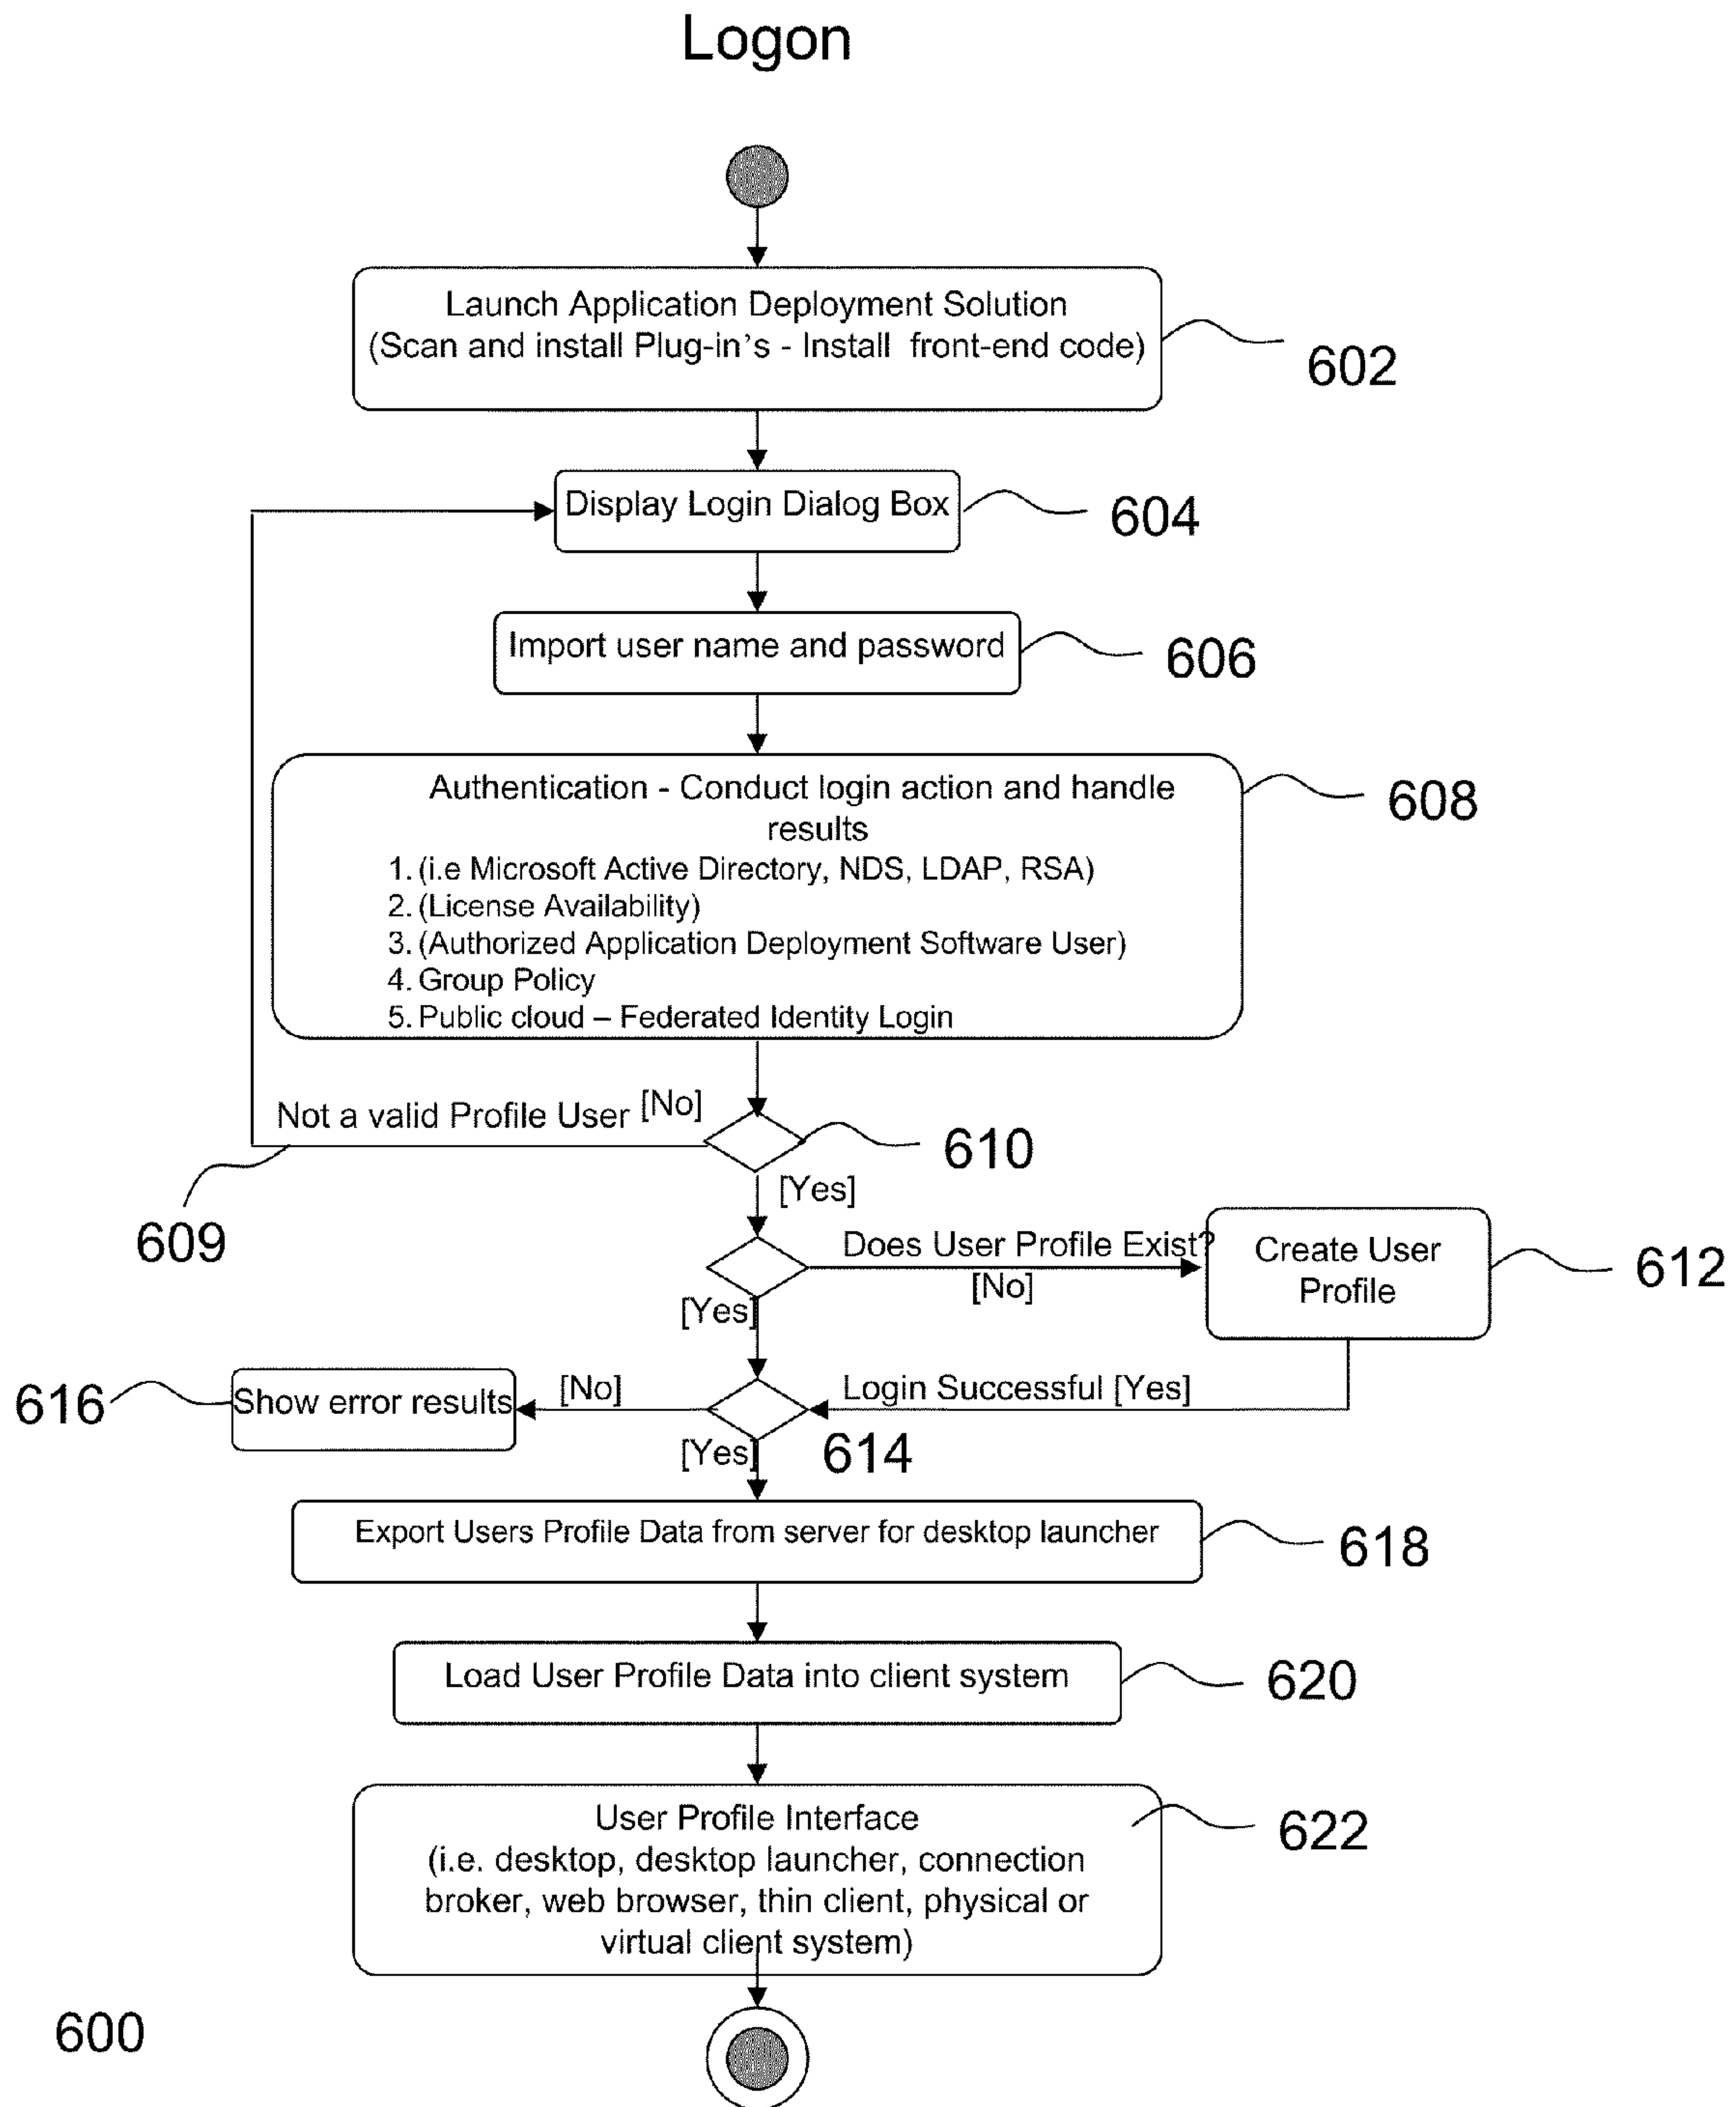 Logon
Launch Application Deployment Solution
(Scan and install Plug-in's - Install front-end code)
602
Display Login Dialog Box
604
Import user name and password
606
Authentication - Conduct login action and handle
results
1. (i.e Microsoft Active Directory, NDS, LDAP, RSA)
2. (License Availability)
3. (Authorized Application Deployment Software User)
4. Group Policy
5. Public cloud – Federated Identity Login
608
Not a valid Profile User [No]
610
[Yes]
609
Does User Profile Exist?
[No]
Create User
Profile
612
[Yes]
616
Show error results
[No]
Login Successful [Yes]
[Yes]
614
Export Users Profile Data from server for desktop launcher
618
Load User Profile Data into client system
620
User Profile Interface
(i.e. desktop, desktop launcher, connection
broker, web browser, thin client, physical or
virtual client system)
622
600